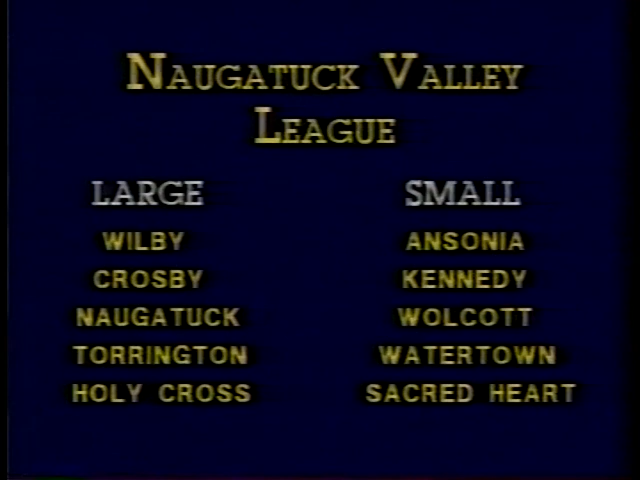 NAUGATUCK VALLEY
LEAGUE
LARGE SMALL
WILBY ANSONIA
CROSBY KENNEDY
NAUGATUCK WOLCOTT
TORRINGTON WATERTOWN
HOLY CROSS SACRED HEART